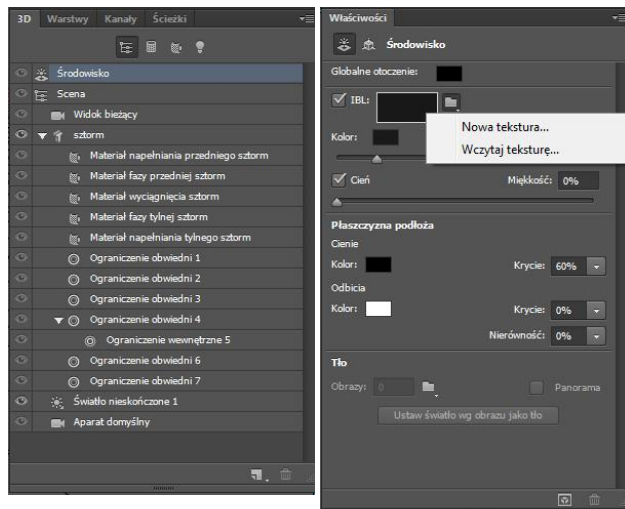 3D Warstwy Kanały Ścieżki
Środowisko
Scena
Widok bieżący
sztorm
Materiał napełniania przedniego sztorm
Materiał fazy przedniej sztorm
Materiał wyciągnięcia sztorm
Materiał fazy tylnej sztorm
Materiał napełniania tylnego sztorm
Ograniczenie obwiedni 1
Ograniczenie obwiedni 2
Ograniczenie obwiedni 3
Ograniczenie obwiedni 4
Ograniczenie wewnętrzne 5
Ograniczenie obwiedni 6
Ograniczenie obwiedni 7
Światło nieskończone 1
Aparat domyślny
Właściwości
Środowisko
Globalne otoczenie:
IBL:
Nowa tekstura...
Wczytaj teksturę...
Kolor:
Cień Miękkość: 0%
Płaszczyzna podłoża
Cienie
Kolor: Krycie: 60%
Odbicia
Kolor: Krycie: 0%
Nierówność: 0%
Tło
Obrazy: 0 Panorama
Ustaw światło wg obrazu jako tło